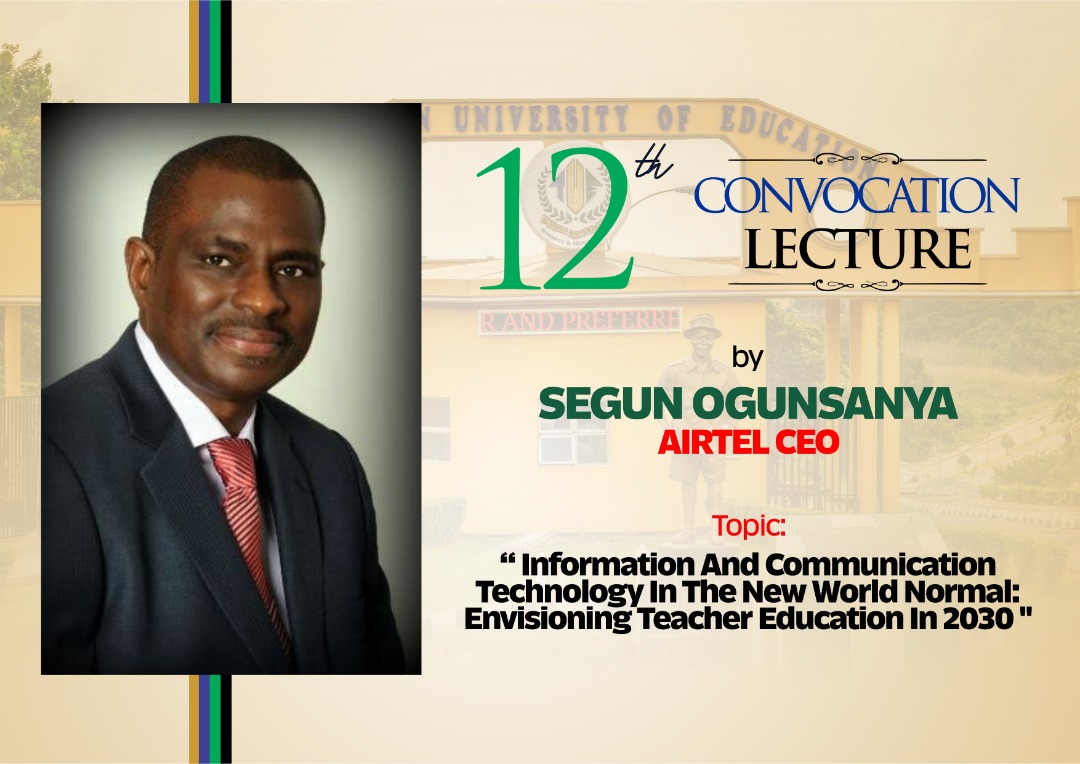 N UNIVERSITY OF EDUCATION
12th
CONVOCATION
LECTURE
R AND PREFERRE
by
SEGUN OGUNSANYA
AIRTEL CEO
Topic:
“ Information And Communication
Technology In The New World Normal:
Envisioning Teacher Education In 2030 "